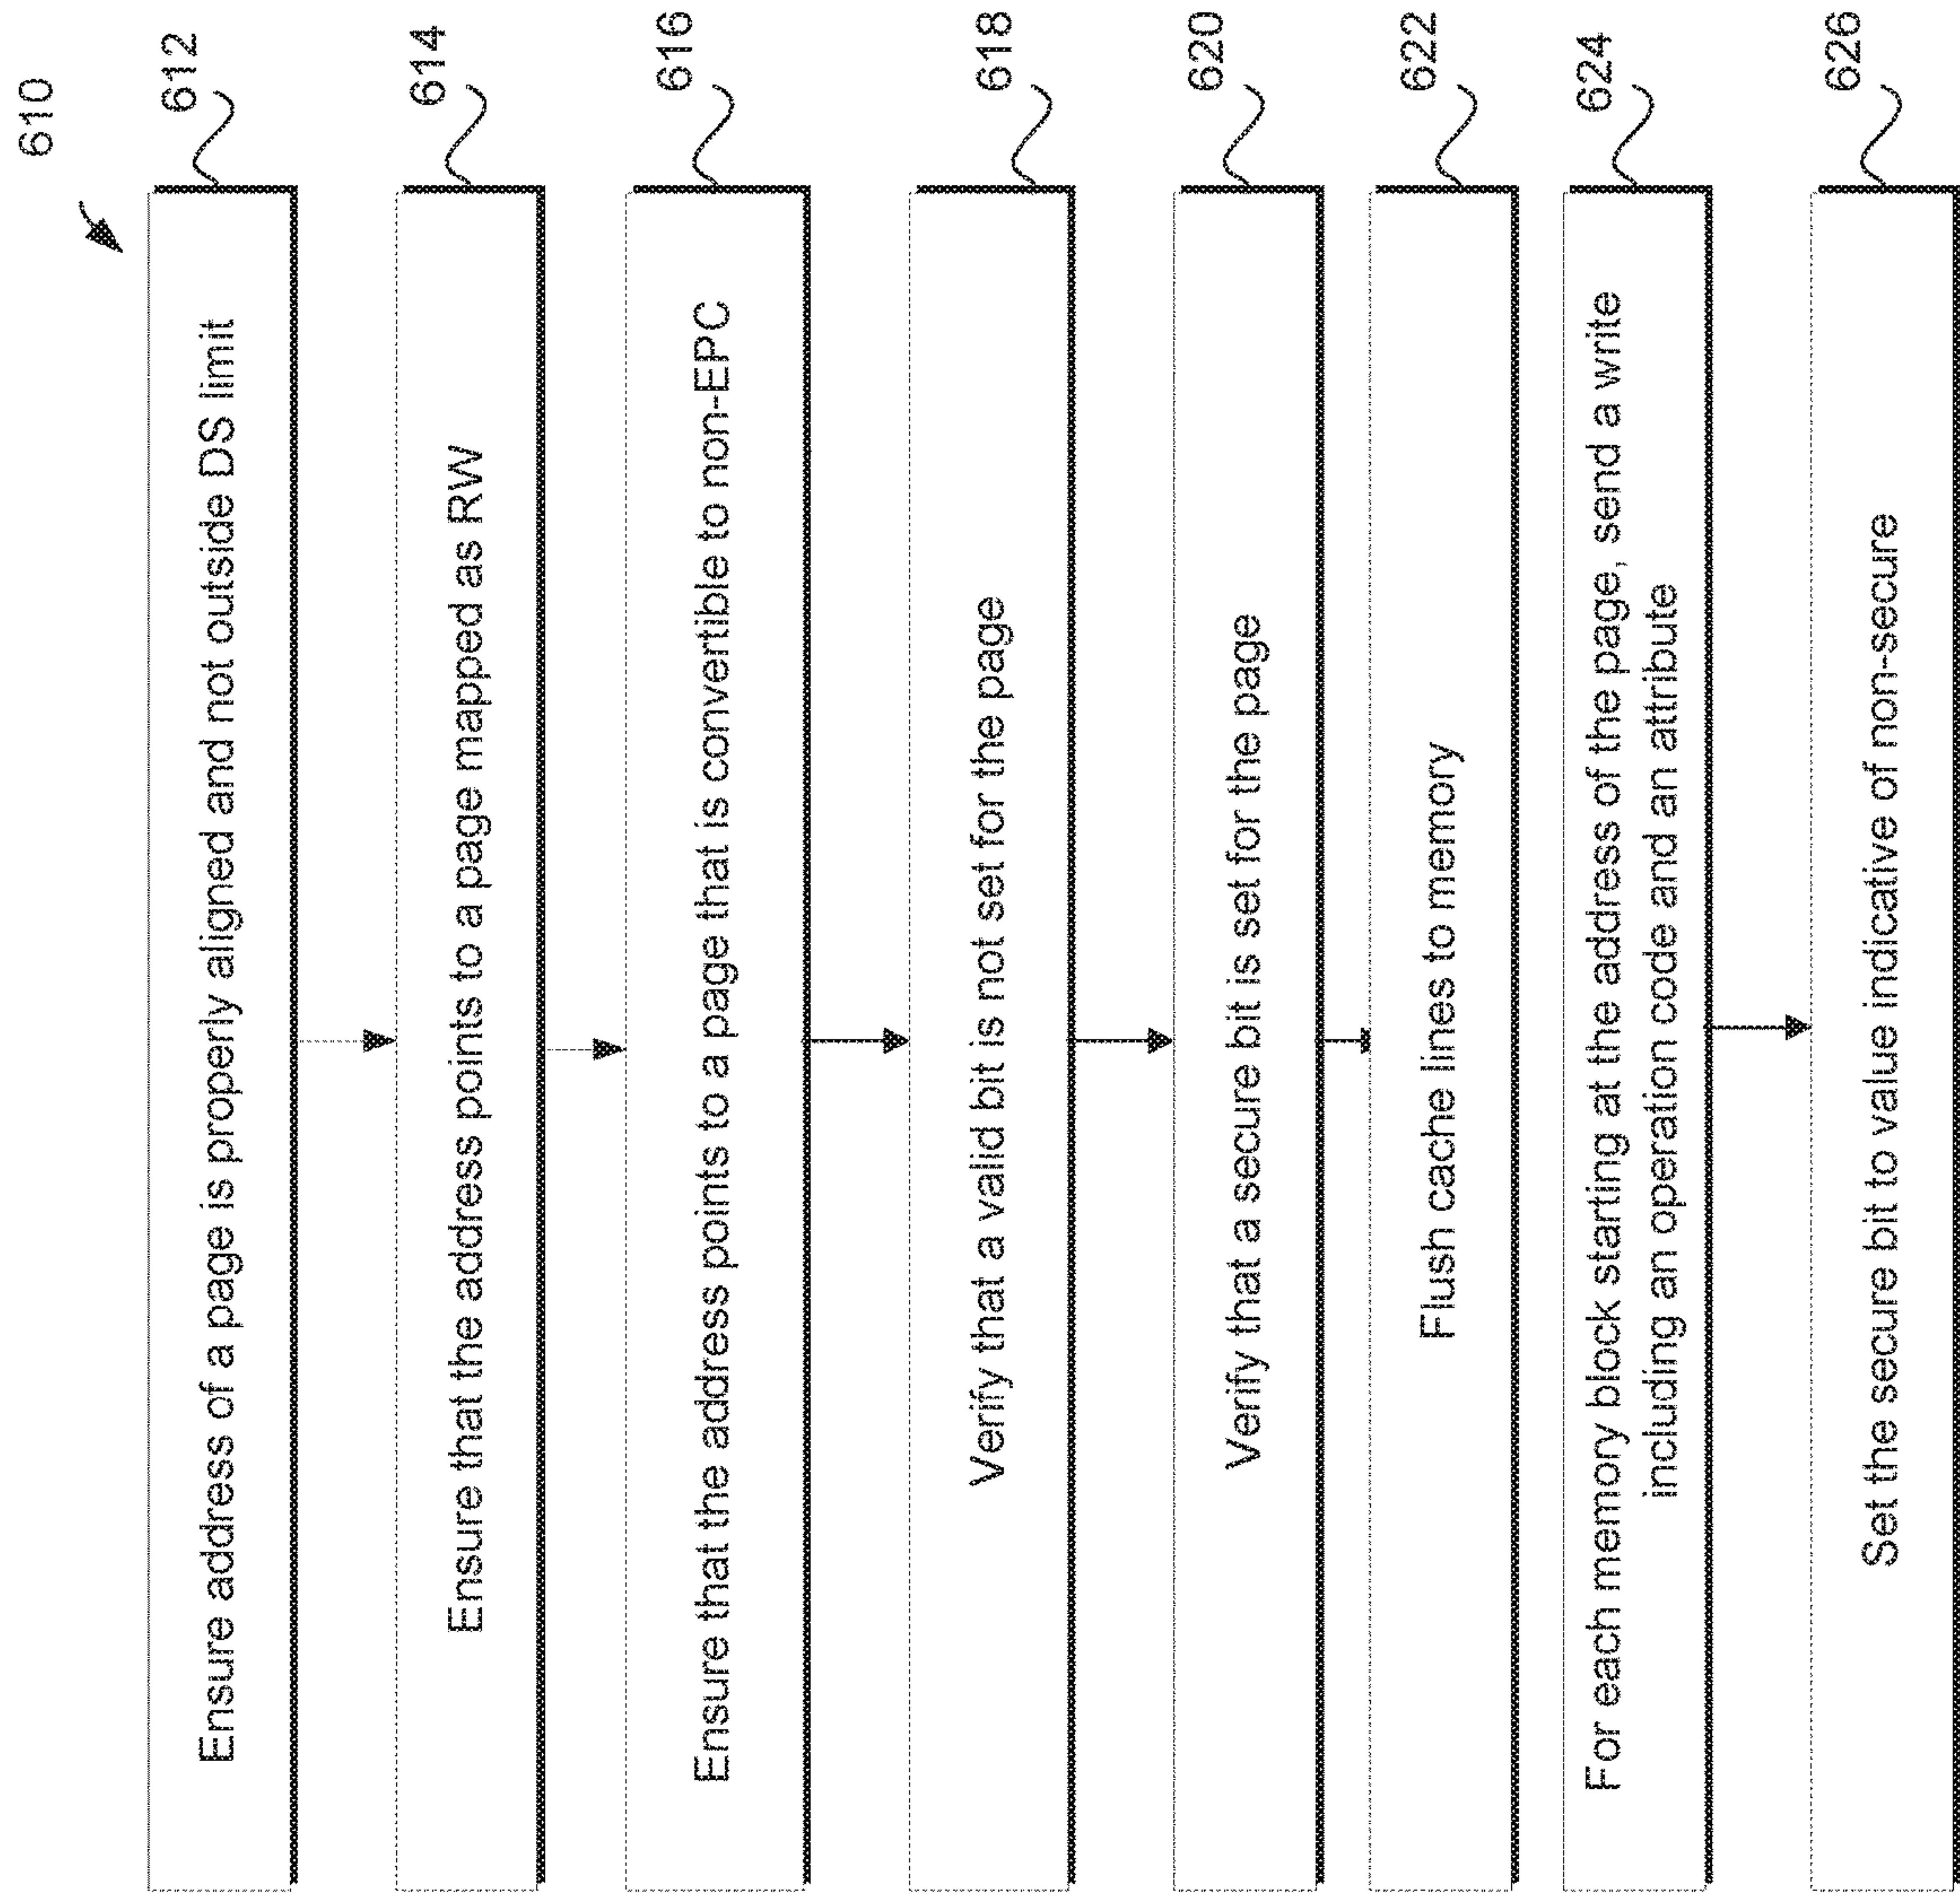 610
Ensure address of a page is properly aligned and not outside DS limit
612
Ensure that the address points to a page mapped as RW
614
Ensure that the address points to a page that is convertible to non-EPC
616
Verify that a valid bit is not set for the page
618
Verify that a secure bit is set for the page
620
Flush cache lines to memory
622
For each memory block starting at the address of the page, send a write
including an operation code and an attribute
624
Set the secure bit to value indicative of non-secure
626